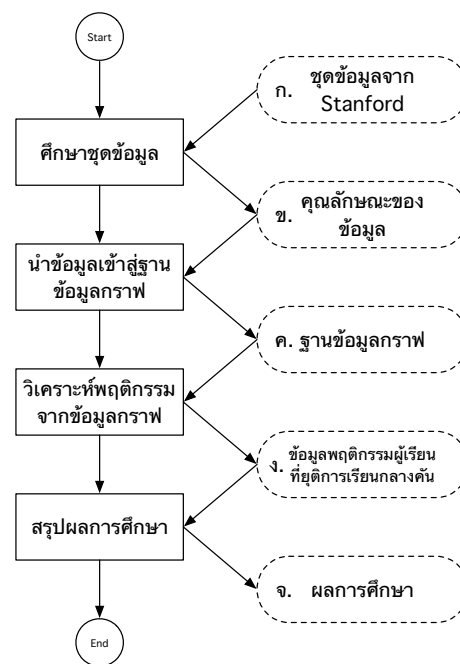 Start
ก. ชุดข้อมูลจาก
Stanford
ศึกษาชุดข้อมูล
ข. คุณลักษณะของ
ข้อมูล
นำข้อมูลเข้าสู่ฐาน
ข้อมูลกราฟ
ค. ฐานข้อมูลกราฟ
วิเคราะห์พฤติกรรม
จากข้อมูลกราฟ
ง. ข้อมูลพฤติกรรมผู้เรียน
ที่ยุติการเรียนกลางคัน
สรุปผลการศึกษา
จ. ผลการศึกษา
End